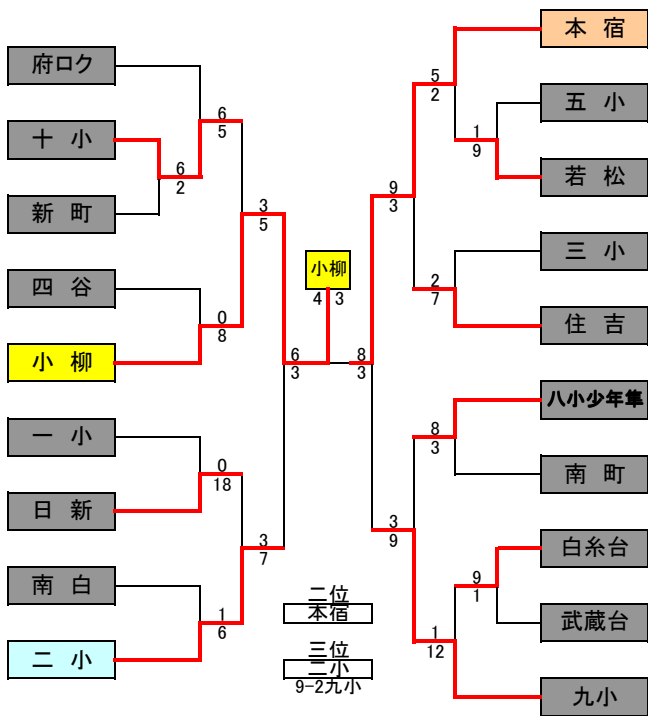 府ロク
十 小
新 町
四 谷
小 柳
一 小
日 新
南 白
二 小
6
5
6
2
3
5
0
8
6
3
0
18
3
7
1
6
小柳
4 3
二位
本宿
三位
二小
9-2九小
本 宿
五 小
若 松
三 小
住 吉
八小少年隼
南 町
白糸台
武蔵台
九小
5
2
1
9
9
3
2
7
8
3
8
3
3
9
9
1
1
12